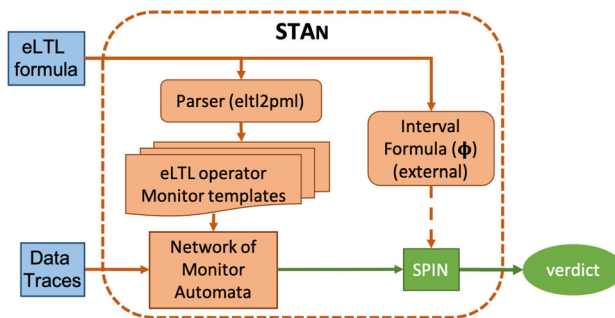 STAN
eLTL
formula
Parser (eltl2pml)
Interval
Formula (ϕ)
(external)
eLTL operator
Monitor templates
Data
Traces
Network of
Monitor
Automata
SPIN
verdict